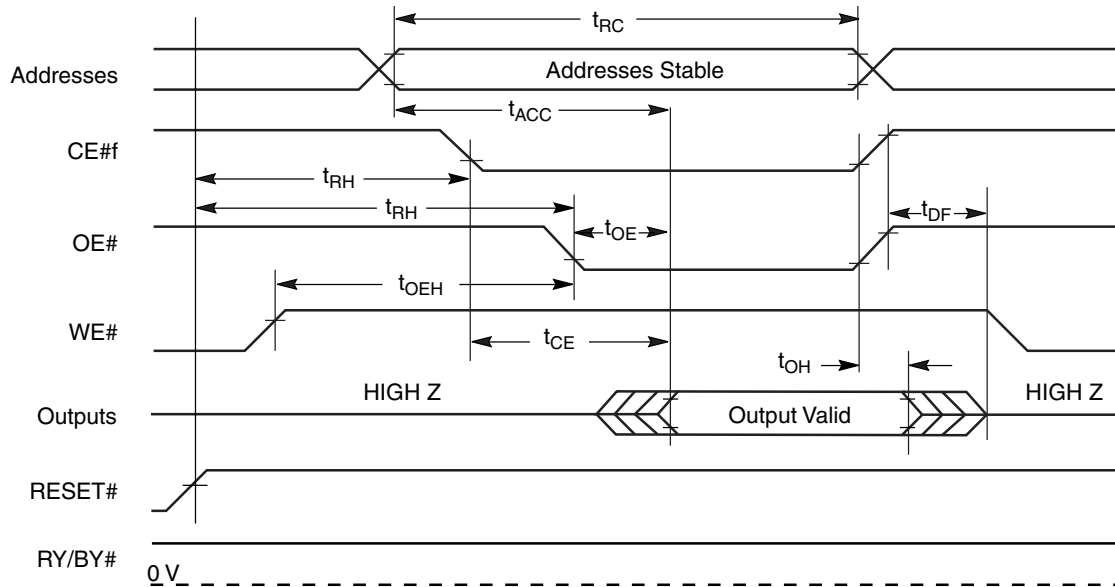 tRC
Addresses
Addresses Stable
tACC
CE#f
tRH
tRH
tDF
OE#
tOE
tOEH
WE#
tCE
tOH
HIGH Z
HIGH Z
Outputs
Output Valid
RESET#
RY/BY#
0 V